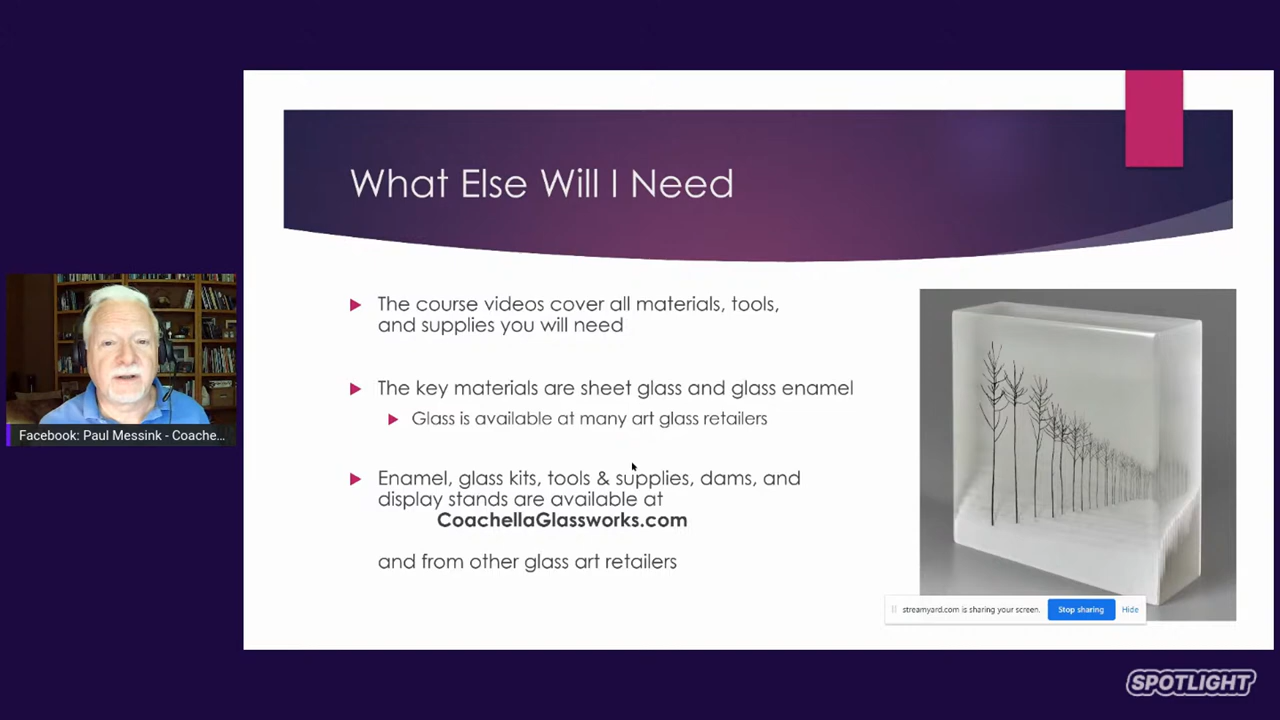 What Else Will I Need
The course videos cover all materials, tools,
and supplies you will need
The key materials are sheet glass and glass enamel
Glass is available at many art glass retailers
Enamel, glass kits, tools & supplies, dams, and
display stands are available at
CoachellaGlassworks.com
and from other glass art retailers
Facebook: Paul Messink - Coache...
streamyard.com is sharing your screen.
Stop sharing
Hide
SPOTLIGHT